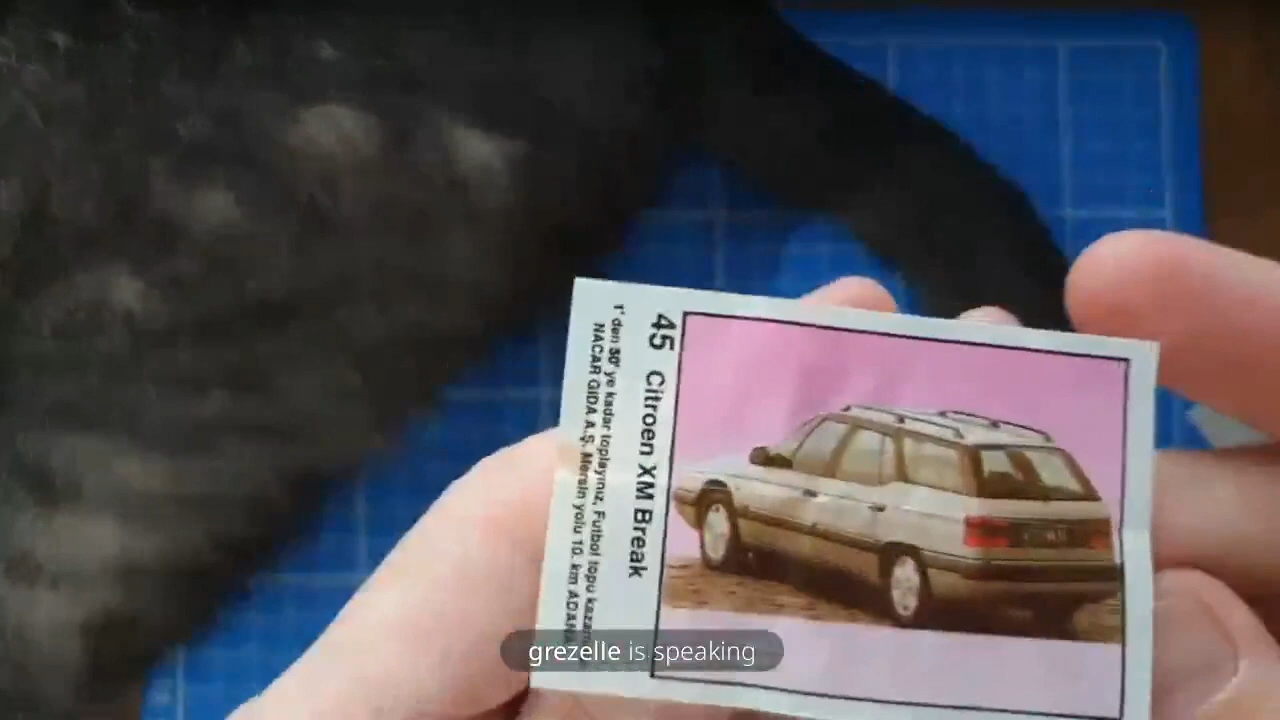 45 Citroen XM Break
1'den 50'ye kadar toplayınız, Futbol topu
NACAR GIDA A.Ş. Mersin yolu 10. km ADANA
grezelle is speaking